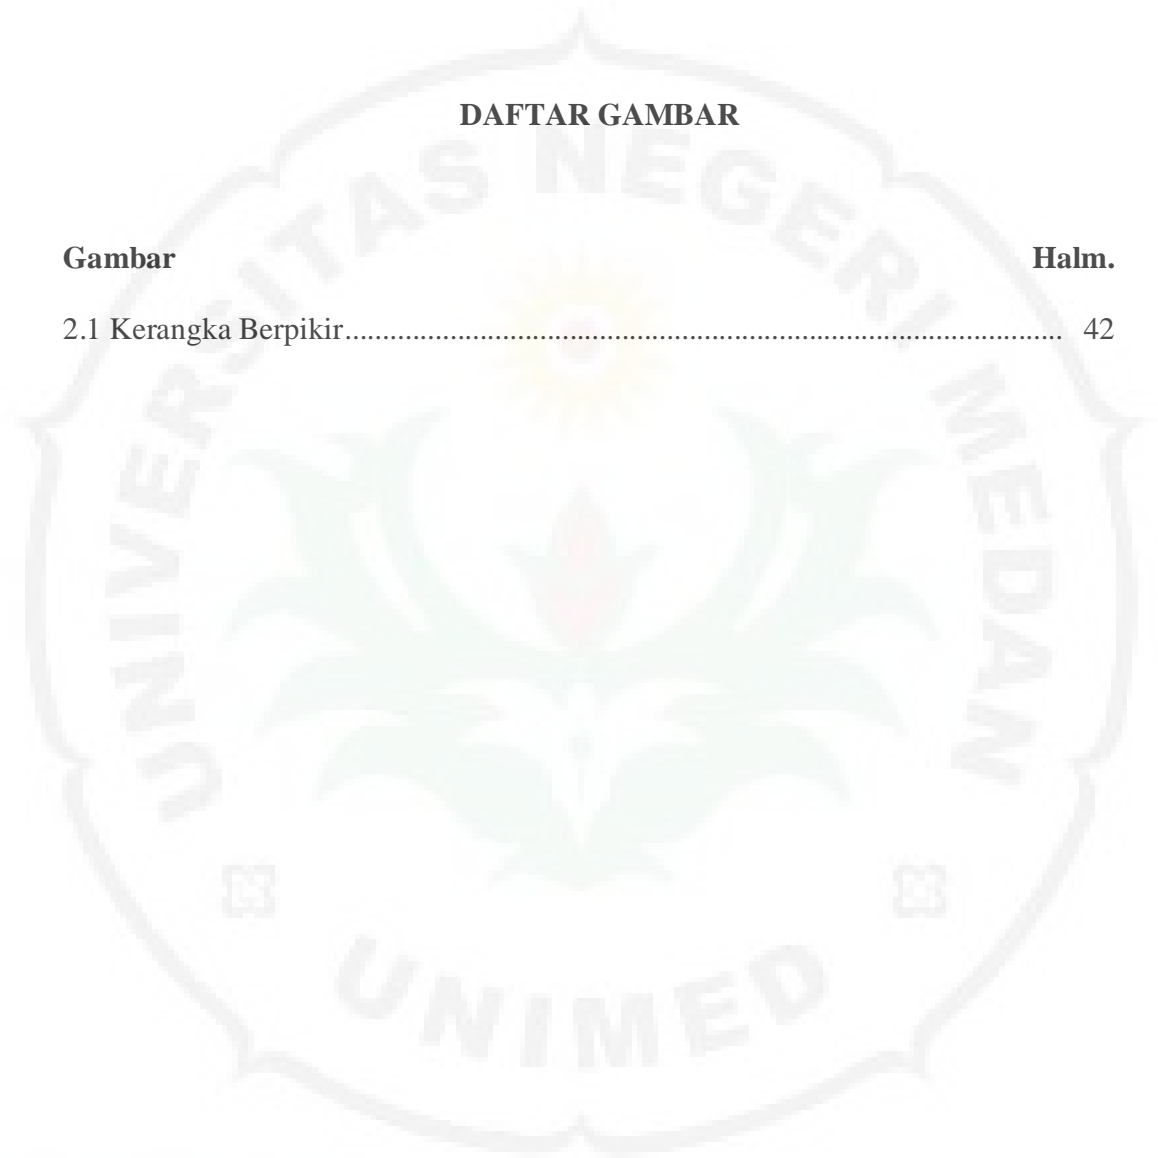 DAFTAR GAMBAR
Gambar Halm.
2.1 Kerangka Berpikir................................................................................................ 42
UNIVERSITAS NEGERI MEDAN
UNIMED